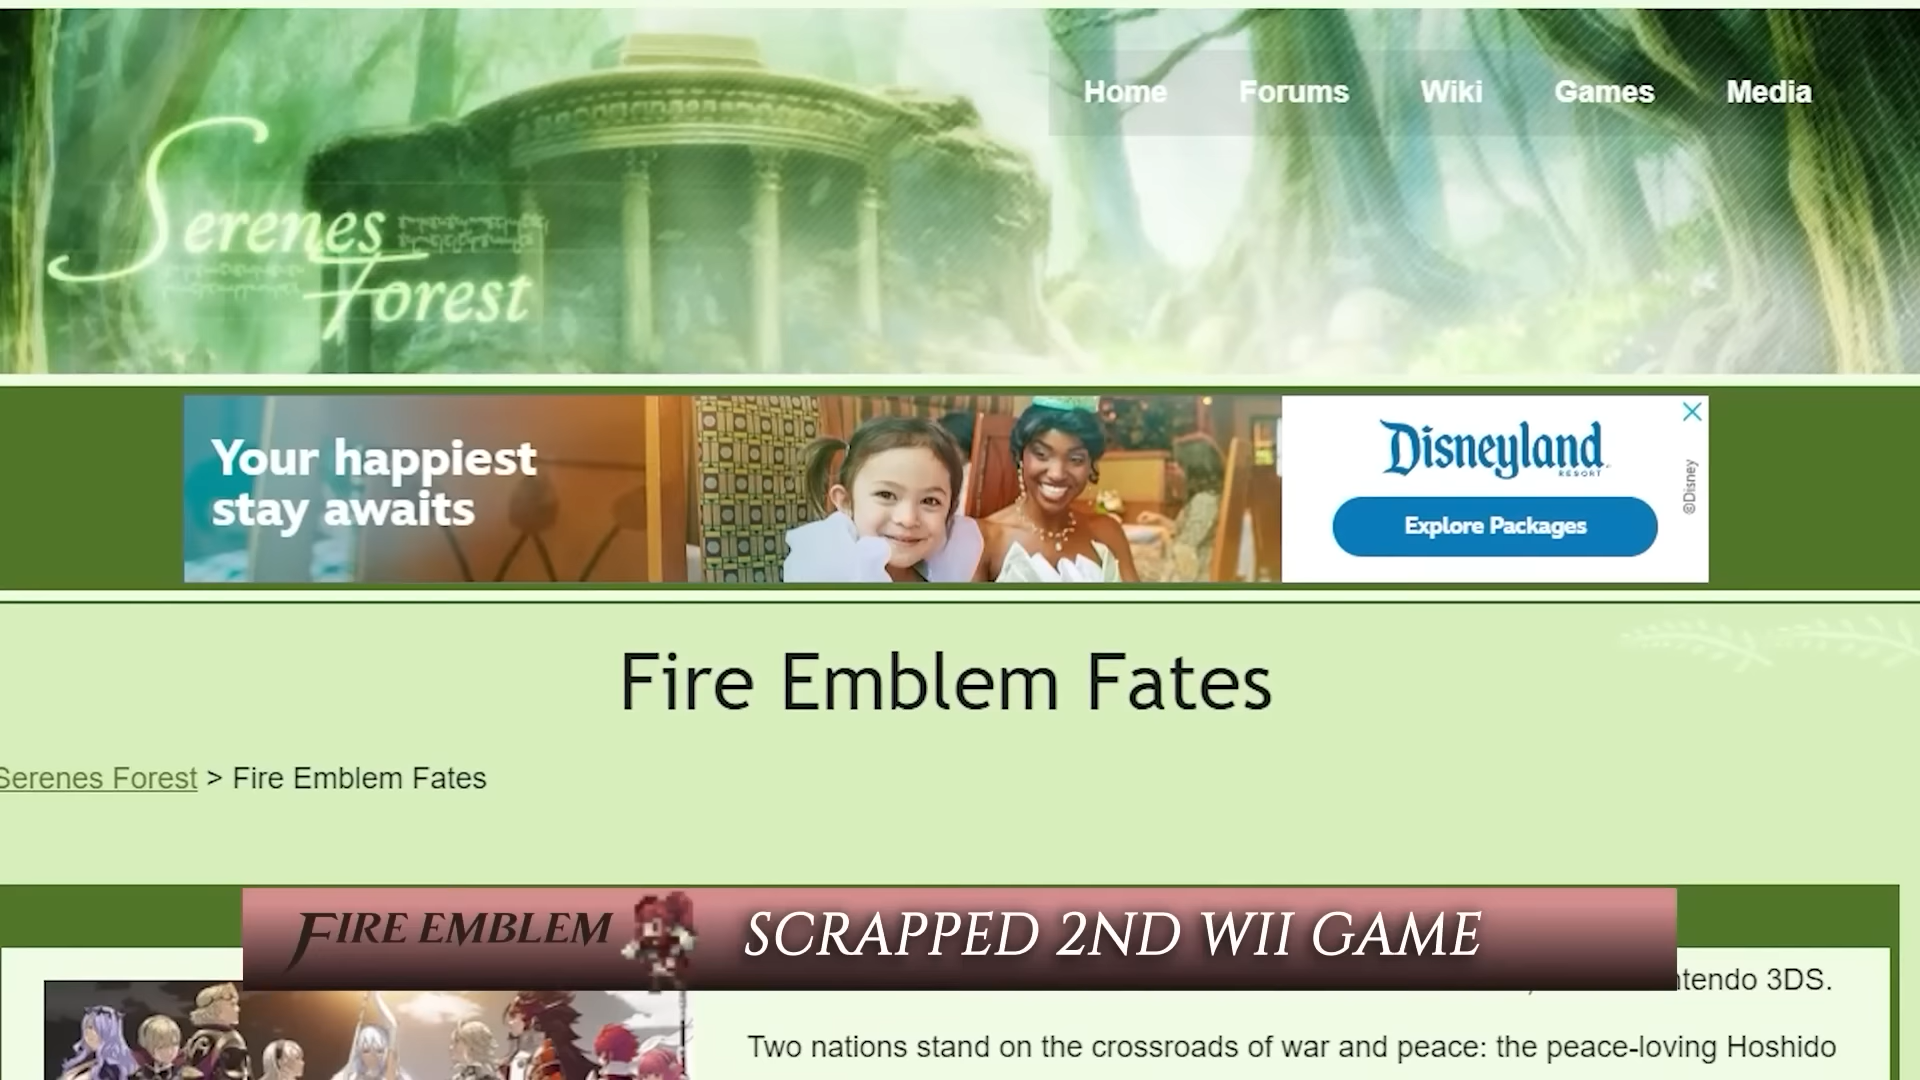 Home Forums Wiki Games Media
Serenes
Forest
Your happiest
stay awaits
Disneyland
RESORT
Explore Packages
©Disney
Fire Emblem Fates
Serenes Forest > Fire Emblem Fates
FIRE EMBLEM SCRAPPED 2ND WII GAME
ntendo 3DS.
Two nations stand on the crossroads of war and peace: the peace-loving Hoshido